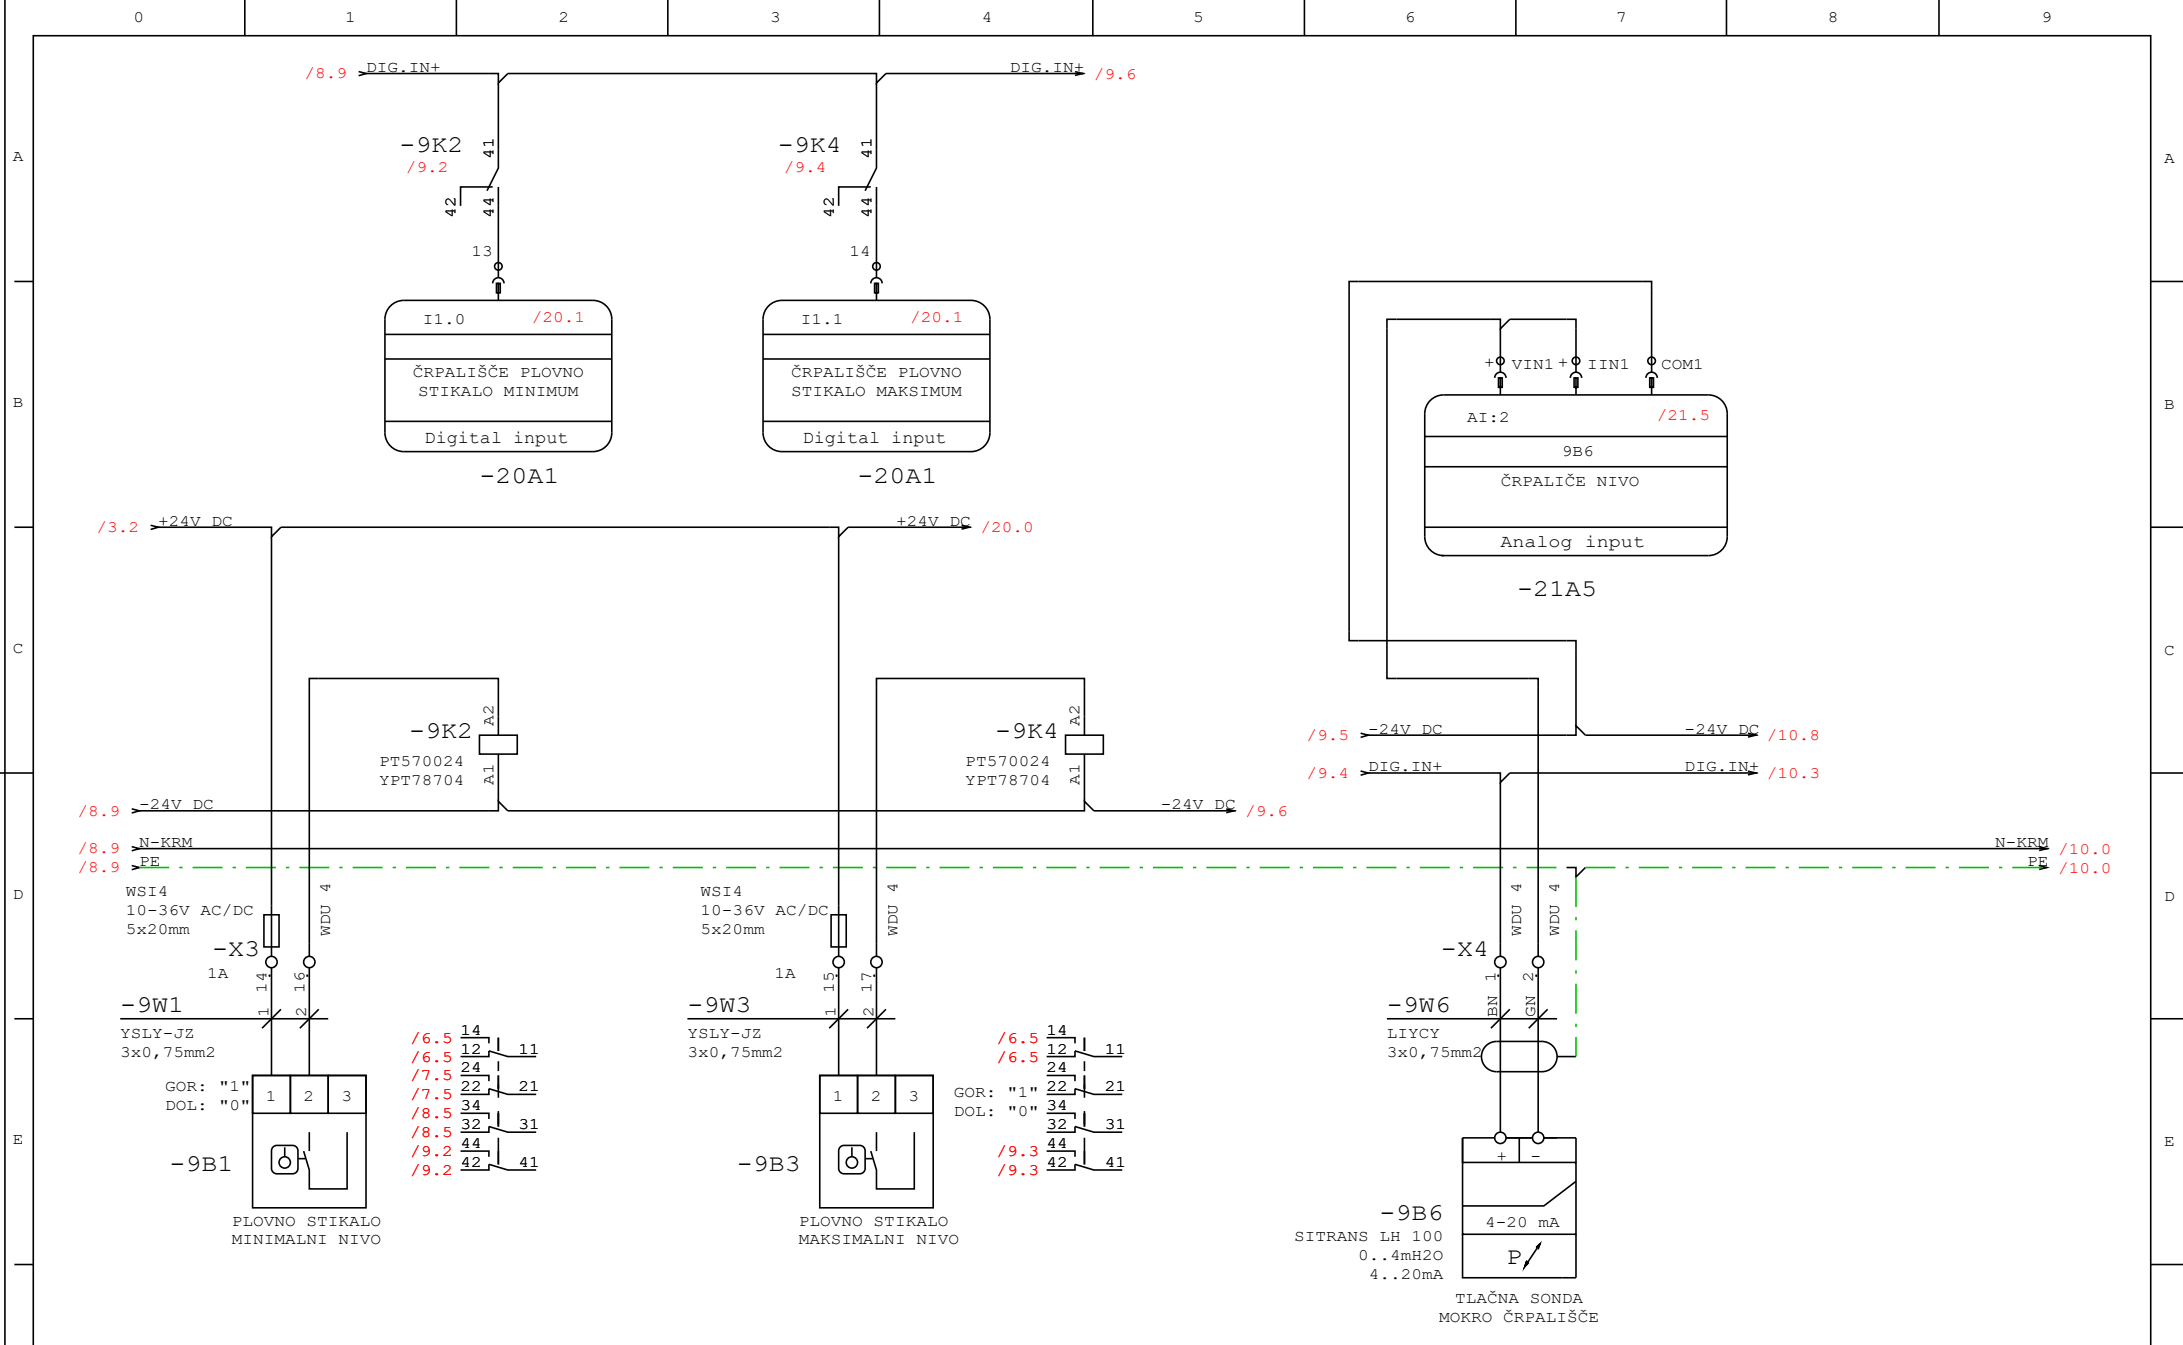 0 1 2 3 4 5 6 7 8 9
/8.9 DIG.IN+ DIG.IN+ /9.6
A A
-9K2 41 -9K4 41
/9.2 /9.4
42 44 42 44
13 14
I1.0 /20.1 I1.1 /20.1
ČRPALIŠČE PLOVNO
STIKALO MINIMUM
Digital input
-20A1
ČRPALIŠČE PLOVNO
STIKALO MAKSIMUM
Digital input
-20A1
+ VIN1 + IIN1 COM1
B B
AI:2 /21.5
9B6
ČRPALIČE NIVO
Analog input
-21A5
/3.2 +24V DC +24V DC /20.0
C C
-9K2 A2
PT570024
YPT78704 A1
-9K4 A2
PT570024
YPT78704 A1
/9.5 -24V DC -24V DC /10.8
/9.4 DIG.IN+ DIG.IN+ /10.3
/8.9 -24V DC -24V DC /9.6
/8.9 N-KRM N-KRM /10.0
/8.9 PE PE /10.0
D D
WSI4
10-36V AC/DC
5x20mm
WDU 4
-X3
1A 14 16
-9W1 1 2
YSLY-JZ
3x0,75mm2
WSI4
10-36V AC/DC
5x20mm
WDU 4
1A 15 17
-9W3 1 2
YSLY-JZ
3x0,75mm2
WDU 4 WDU 4
-X4
1 2
-9W6 BN GN
LIYCY
3x0,75mm2
E E
GOR: "1"
DOL: "0"
1 2 3
-9B1
PLOVNO STIKALO
MINIMALNI NIVO
/6.5 14
/6.5 12 11
/7.5 24
/7.5 22 21
/8.5 34
/8.5 32 31
/9.2 44
/9.2 42 41
1 2 3
-9B3
PLOVNO STIKALO
MAKSIMALNI NIVO
GOR: "1"
DOL: "0"
/6.5 14
/6.5 12 11
24
22 21
34
32 31
/9.3 44
/9.3 42 41
+ -
-9B6
SITRANS LH 100
0..4mH2O
4..20mA
4-20 mA
P
TLAČNA SONDA
MOKRO ČRPALIŠČE